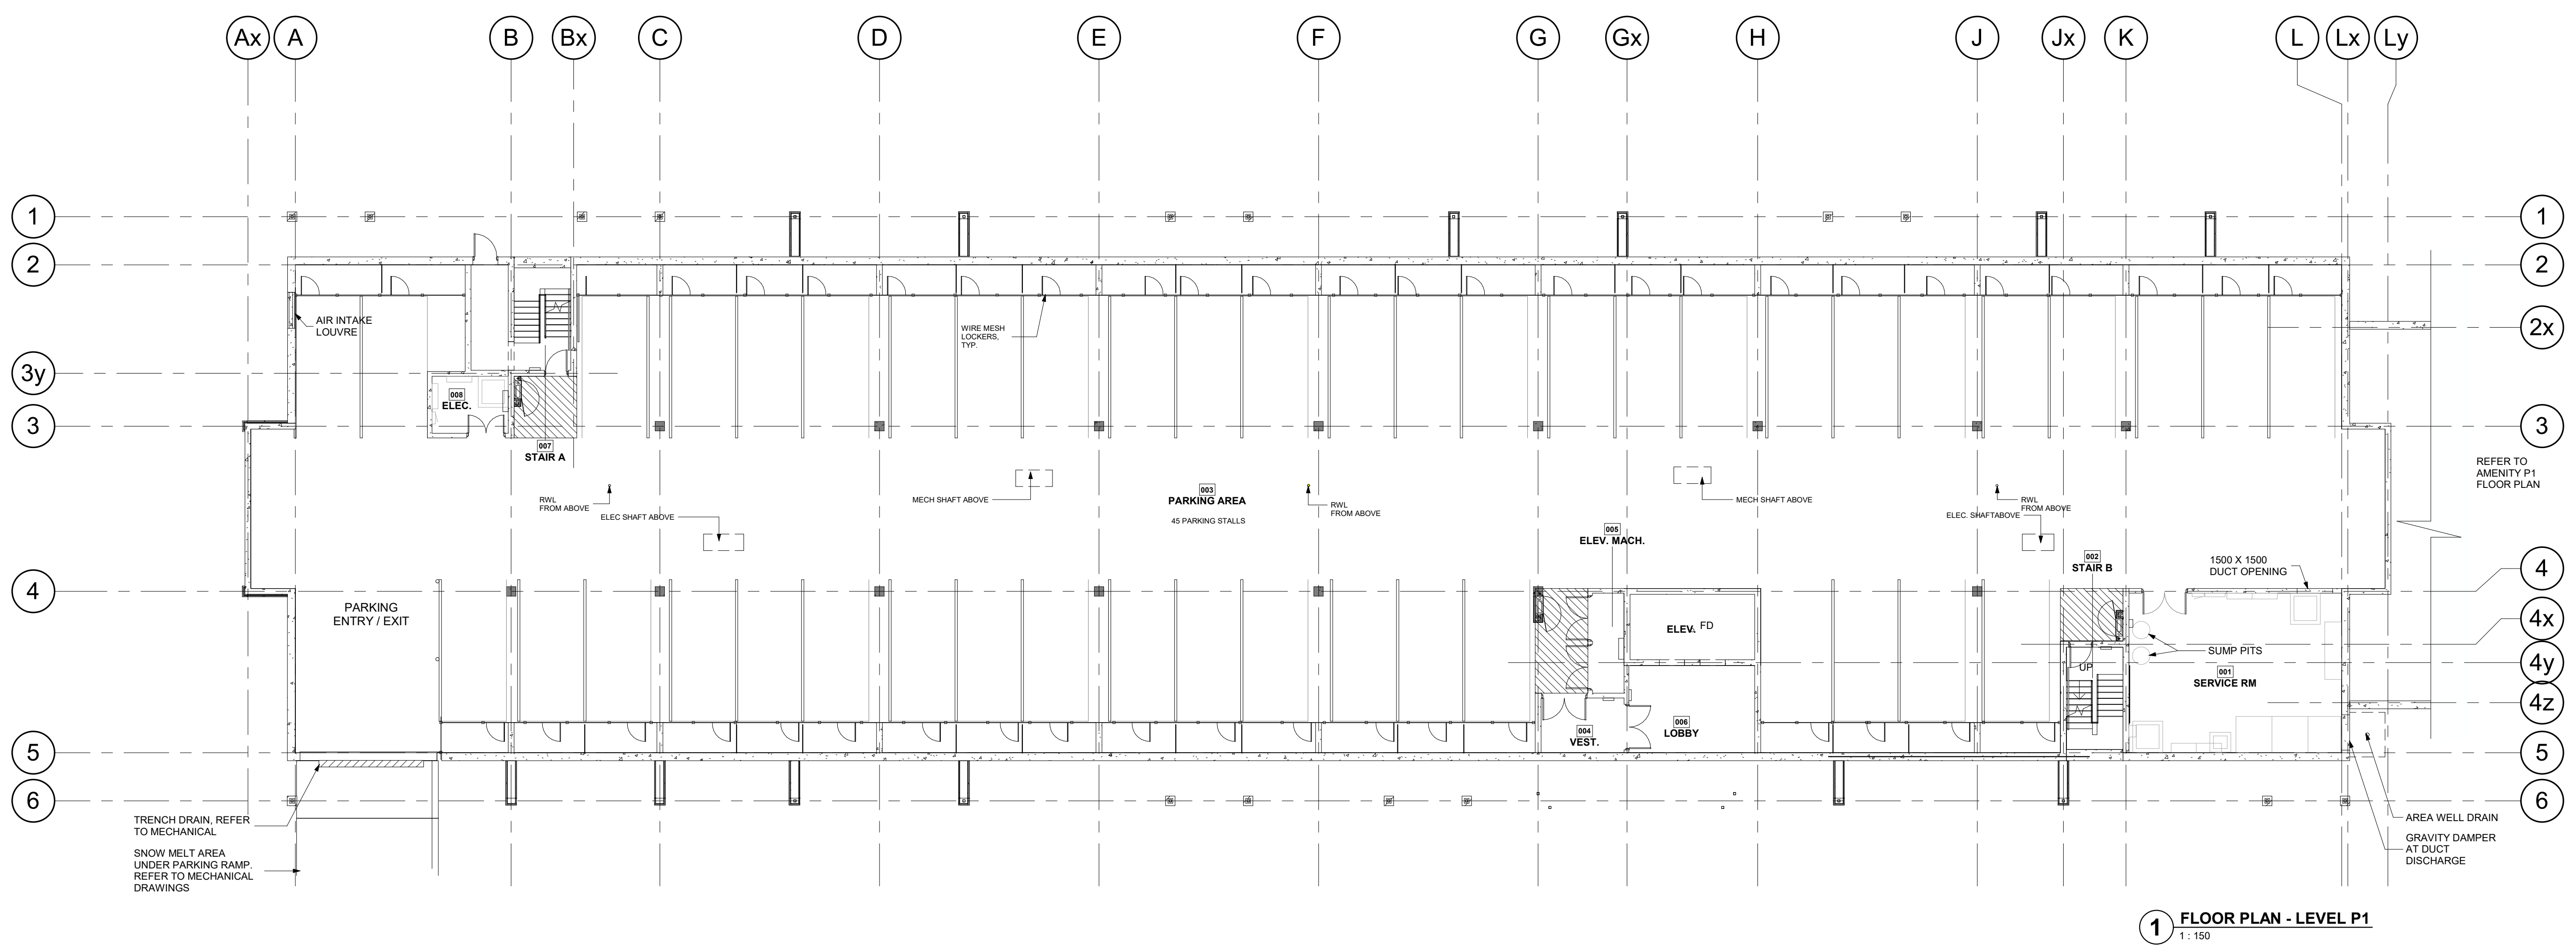 Ax
A
B
Bx
C
D
E
F
G
Gx
H
J
Jx
K
L
Lx
Ly
1
1
2
2
2x
AIR INTAKE
LOUVRE
WIRE MESH
LOCKERS,
TYP.
3y
008
ELEC.
3
3
007
STAIR A
REFER TO
AMENITY P1
FLOOR PLAN
RWL
FROM ABOVE
ELEC SHAFT ABOVE
MECH SHAFT ABOVE
003
PARKING AREA
45 PARKING STALLS
RWL
FROM ABOVE
MECH SHAFT ABOVE
RWL
FROM ABOVE
ELEC. SHAFTABOVE
005
ELEV. MACH.
002
STAIR B
1500 X 1500
DUCT OPENING
4
4
PARKING
ENTRY / EXIT
ELEV.
FD
4x
UP
SUMP PITS
4y
001
SERVICE RM
4z
004
VEST.
006
LOBBY
5
5
6
6
TRENCH DRAIN, REFER
TO MECHANICAL
SNOW MELT AREA
UNDER PARKING RAMP.
REFER TO MECHANICAL
DRAWINGS
AREA WELL DRAIN
GRAVITY DAMPER
AT DUCT
DISCHARGE
1
FLOOR PLAN - LEVEL P1
1 : 150